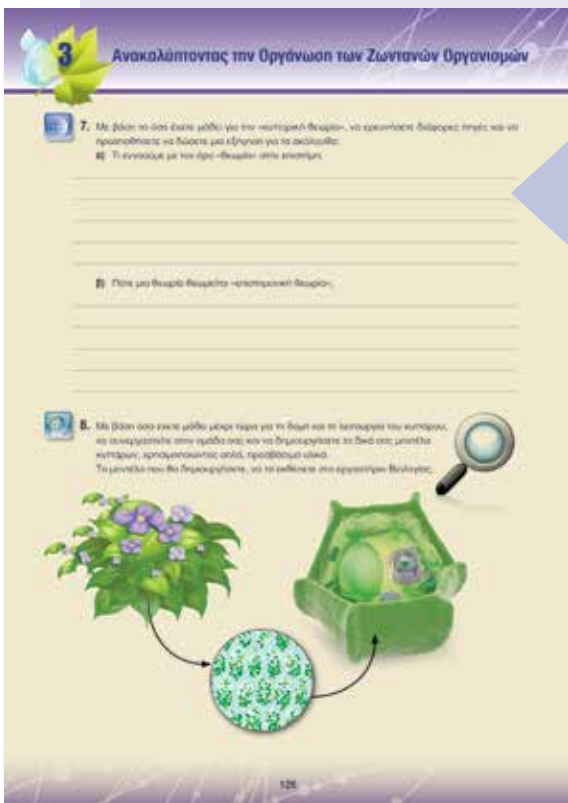 3
Ανακαλύπτοντας την Οργάνωση των Ζωντανών Οργανισμών
7. Με βάση τα όσα έχετε μάθει για την «κυτταρική θεωρία», να ερευνήσετε διάφορες πηγές και να
προσπαθήσετε να δώσετε μια εξήγηση για τα ακόλουθα:
α) Τι εννοούμε με τον όρο «θεωρία» στην επιστήμη;
β) Πότε μια θεωρία θεωρείται «επιστημονική θεωρία»;
8. Με βάση όσα έχετε μάθει μέχρι τώρα για τη δομή και τη λειτουργία του κυττάρου,
να συνεργαστείτε στην ομάδα σας και να δημιουργήσετε τα δικά σας μοντέλα
κυττάρων, χρησιμοποιώντας απλά, προσβάσιμα υλικά.
Τα μοντέλα που θα δημιουργήσετε, να τα εκθέσετε στο εργαστήριο Βιολογίας.
126